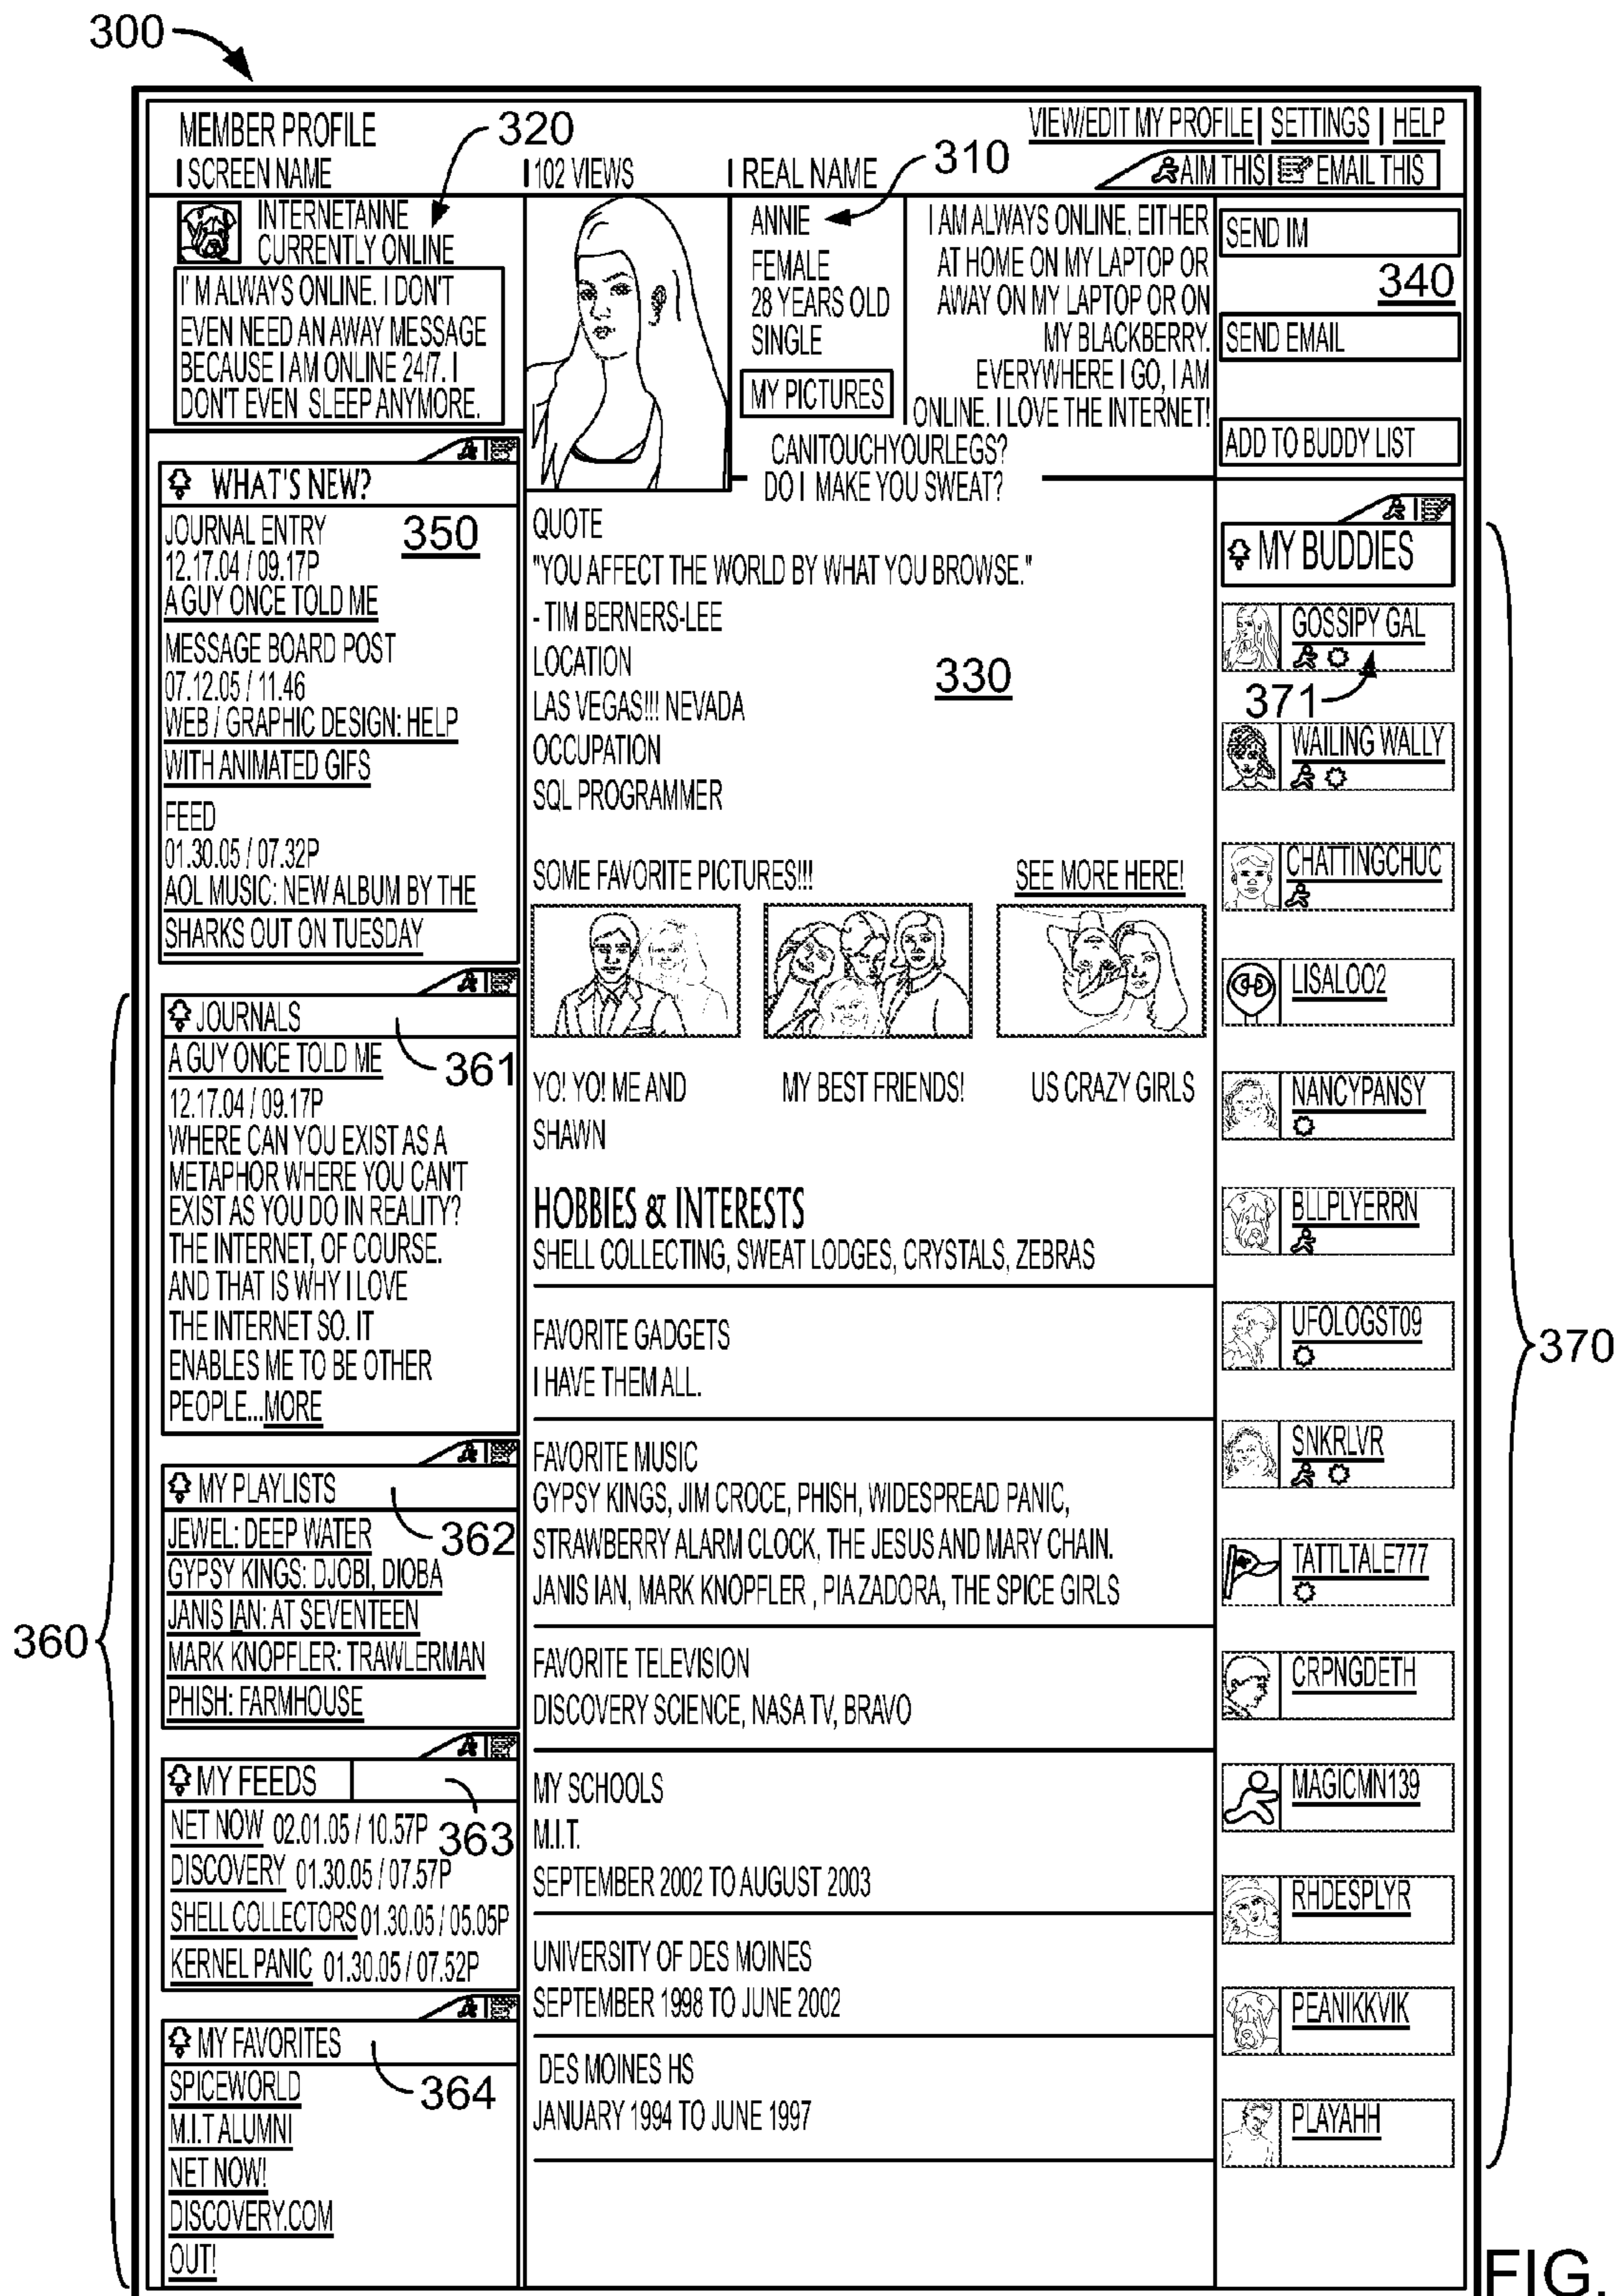 300
MEMBER PROFILE
320
VIEW/EDIT MY PROFILE | SETTINGS | HELP
I SCREEN NAME
I 102 VIEWS
I REAL NAME
310
AIM THIS | EMAIL THIS
INTERNETANNE
CURRENTLY ONLINE
I' M ALWAYS ONLINE. I DON'T
EVEN NEED AN AWAY MESSAGE
BECAUSE I AM ONLINE 24/7. I
DON'T EVEN SLEEP ANYMORE.
ANNIE
FEMALE
28 YEARS OLD
SINGLE
MY PICTURES
I AM ALWAYS ONLINE, EITHER
AT HOME ON MY LAPTOP OR
AWAY ON MY LAPTOP OR ON
MY BLACKBERRY.
EVERYWHERE I GO, I AM
ONLINE. I LOVE THE INTERNET!
CANITOUCHYOURLEGS?
DO I MAKE YOU SWEAT?
SEND IM
340
SEND EMAIL
ADD TO BUDDY LIST
WHAT'S NEW?
JOURNAL ENTRY
350
12.17.04 / 09.17P
A GUY ONCE TOLD ME
MESSAGE BOARD POST
07.12.05 / 11.46
WEB / GRAPHIC DESIGN: HELP
WITH ANIMATED GIFS
FEED
01.30.05 / 07.32P
AOL MUSIC: NEW ALBUM BY THE
SHARKS OUT ON TUESDAY
360
JOURNALS
361
A GUY ONCE TOLD ME
12.17.04 / 09.17P
WHERE CAN YOU EXIST AS A
METAPHOR WHERE YOU CAN'T
EXIST AS YOU DO IN REALITY?
THE INTERNET, OF COURSE.
AND THAT IS WHY I LOVE
THE INTERNET SO. IT
ENABLES ME TO BE OTHER
PEOPLE...MORE
MY PLAYLISTS
362
JEWEL: DEEP WATER
GYPSY KINGS: DJOBI, DIOBA
JANIS IAN: AT SEVENTEEN
MARK KNOPFLER: TRAWLERMAN
PHISH: FARMHOUSE
MY FEEDS
363
NET NOW 02.01.05 / 10.57P
DISCOVERY 01.30.05 / 07.57P
SHELL COLLECTORS 01.30.05 / 05.05P
KERNEL PANIC 01.30.05 / 07.52P
MY FAVORITES
364
SPICEWORLD
M.I.T ALUMNI
NET NOW!
DISCOVERY.COM
OUT!
QUOTE
"YOU AFFECT THE WORLD BY WHAT YOU BROWSE."
- TIM BERNERS-LEE
LOCATION
330
LAS VEGAS!!! NEVADA
OCCUPATION
SQL PROGRAMMER
SOME FAVORITE PICTURES!!!
SEE MORE HERE!
YO! YO! ME AND
SHAWN
MY BEST FRIENDS!
US CRAZY GIRLS
HOBBIES & INTERESTS
SHELL COLLECTING, SWEAT LODGES, CRYSTALS, ZEBRAS
FAVORITE GADGETS
I HAVE THEM ALL.
FAVORITE MUSIC
GYPSY KINGS, JIM CROCE, PHISH, WIDESPREAD PANIC,
STRAWBERRY ALARM CLOCK, THE JESUS AND MARY CHAIN.
JANIS IAN, MARK KNOPFLER , PIA ZADORA, THE SPICE GIRLS
FAVORITE TELEVISION
DISCOVERY SCIENCE, NASA TV, BRAVO
MY SCHOOLS
M.I.T.
SEPTEMBER 2002 TO AUGUST 2003
UNIVERSITY OF DES MOINES
SEPTEMBER 1998 TO JUNE 2002
DES MOINES HS
JANUARY 1994 TO JUNE 1997
MY BUDDIES
GOSSIPY GAL
371
WAILING WALLY
CHATTINGCHUC
LISALOO2
NANCYPANSY
BLLPLYERRN
UFOLOGST09
370
SNKRLVR
TATTLTALE777
CRPNGDETH
MAGICMN139
RHDESPLYR
PEANIKKVIK
PLAYAHH
FIG.